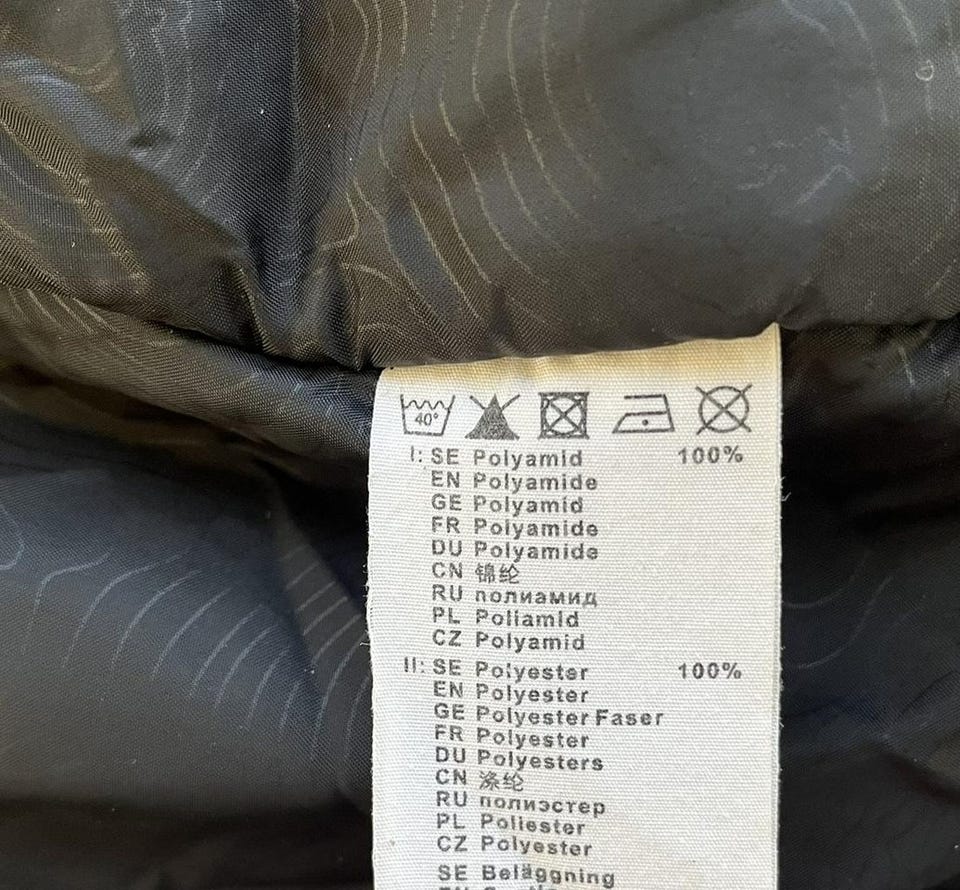 40°
I: SE Polyamid 100%
EN Polyamide
GE Polyamid
FR Polyamide
DU Polyamide
CN 锦纶
RU полиамид
PL Poliamid
CZ Polyamid
II: SE Polyester 100%
EN Polyester
GE Polyester Faser
FR Polyester
DU Polyesters
CN 涤纶
RU полиэстер
PL Poliester
CZ Polyester
SE Beläggning